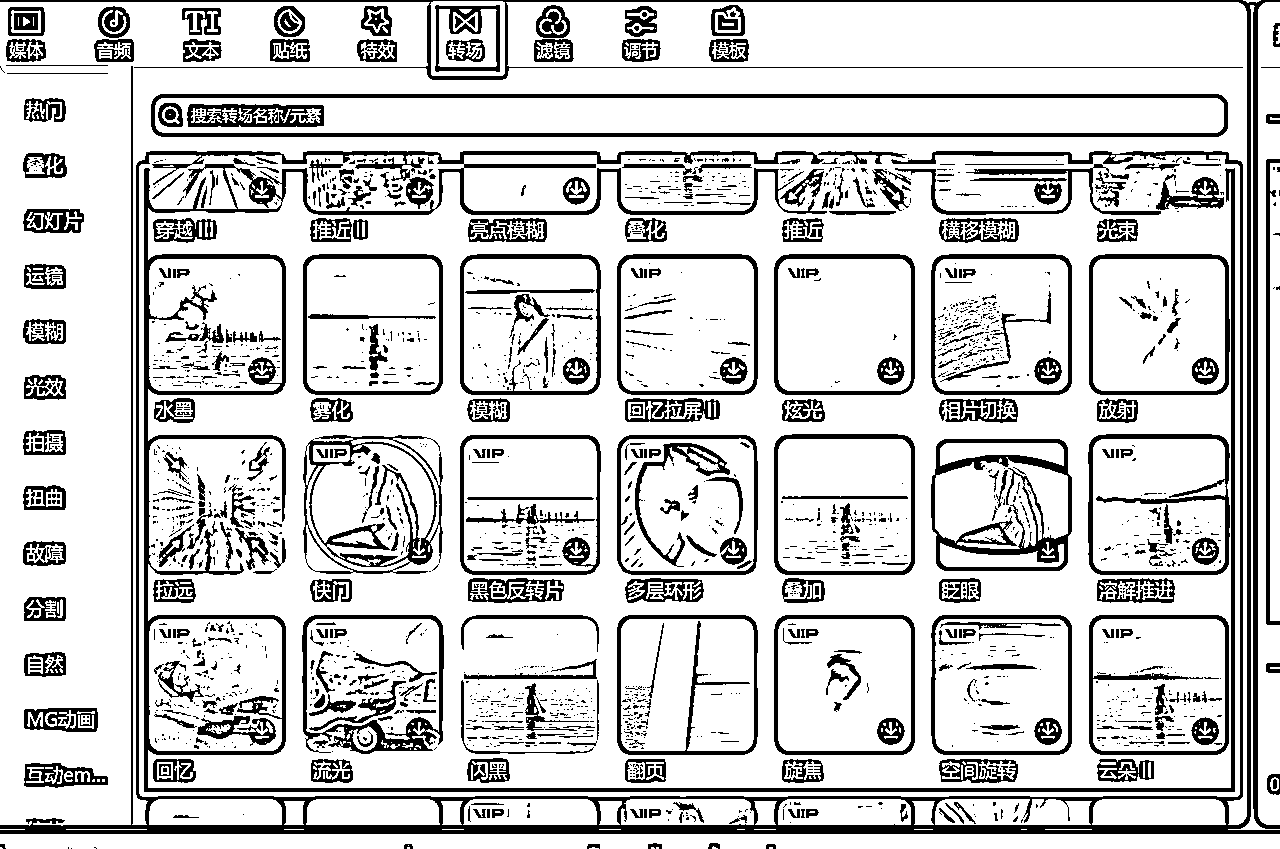 媒体 音频 文本 贴纸 特效 转场 滤镜 调节 模板
搜索转场名称/元素
热门
叠化
幻灯片
运镜
模糊
光效
拍摄
扭曲
故障
分割
自然
MG动画
互动em...
穿越 III 推近 II 亮点模糊 叠化 推近 横移模糊 光束
VIP VIP VIP VIP
水墨 雾化 模糊 回忆拉屏 II 炫光 相片切换 放射
VIP VIP VIP VIP
拉远 快门 黑色反转片 多层环形 叠加 眨眼 溶解推进
VIP VIP VIP VIP VIP
回忆 流光 闪黑 翻页 旋焦 空间旋转 云朵 II
VIP VIP VIP